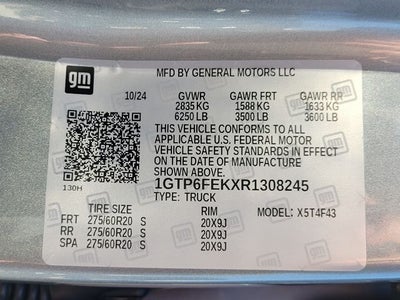 gm
MFD BY GENERAL MOTORS LLC
10/24 GVWR GAWR FRT GAWR RR
2835 KG 1588 KG 1633 KG
6250 LB 3500 LB 3600 LB
THIS VEHICLE CONFORMS TO ALL
APPLICABLE U.S. FEDERAL MOTOR
VEHICLE SAFETY STANDARDS IN EFFECT
ON THE DATE OF MANUFACTURE
SHOWN ABOVE.
130H 1GTP6FEKXR1308245
TYPE: TRUCK
TIRE SIZE RIM MODEL: X5T4F43
FRT 275/60R20 S 20X9J
RR 275/60R20 S 20X9J
SPA 275/60R20 S 20X9J